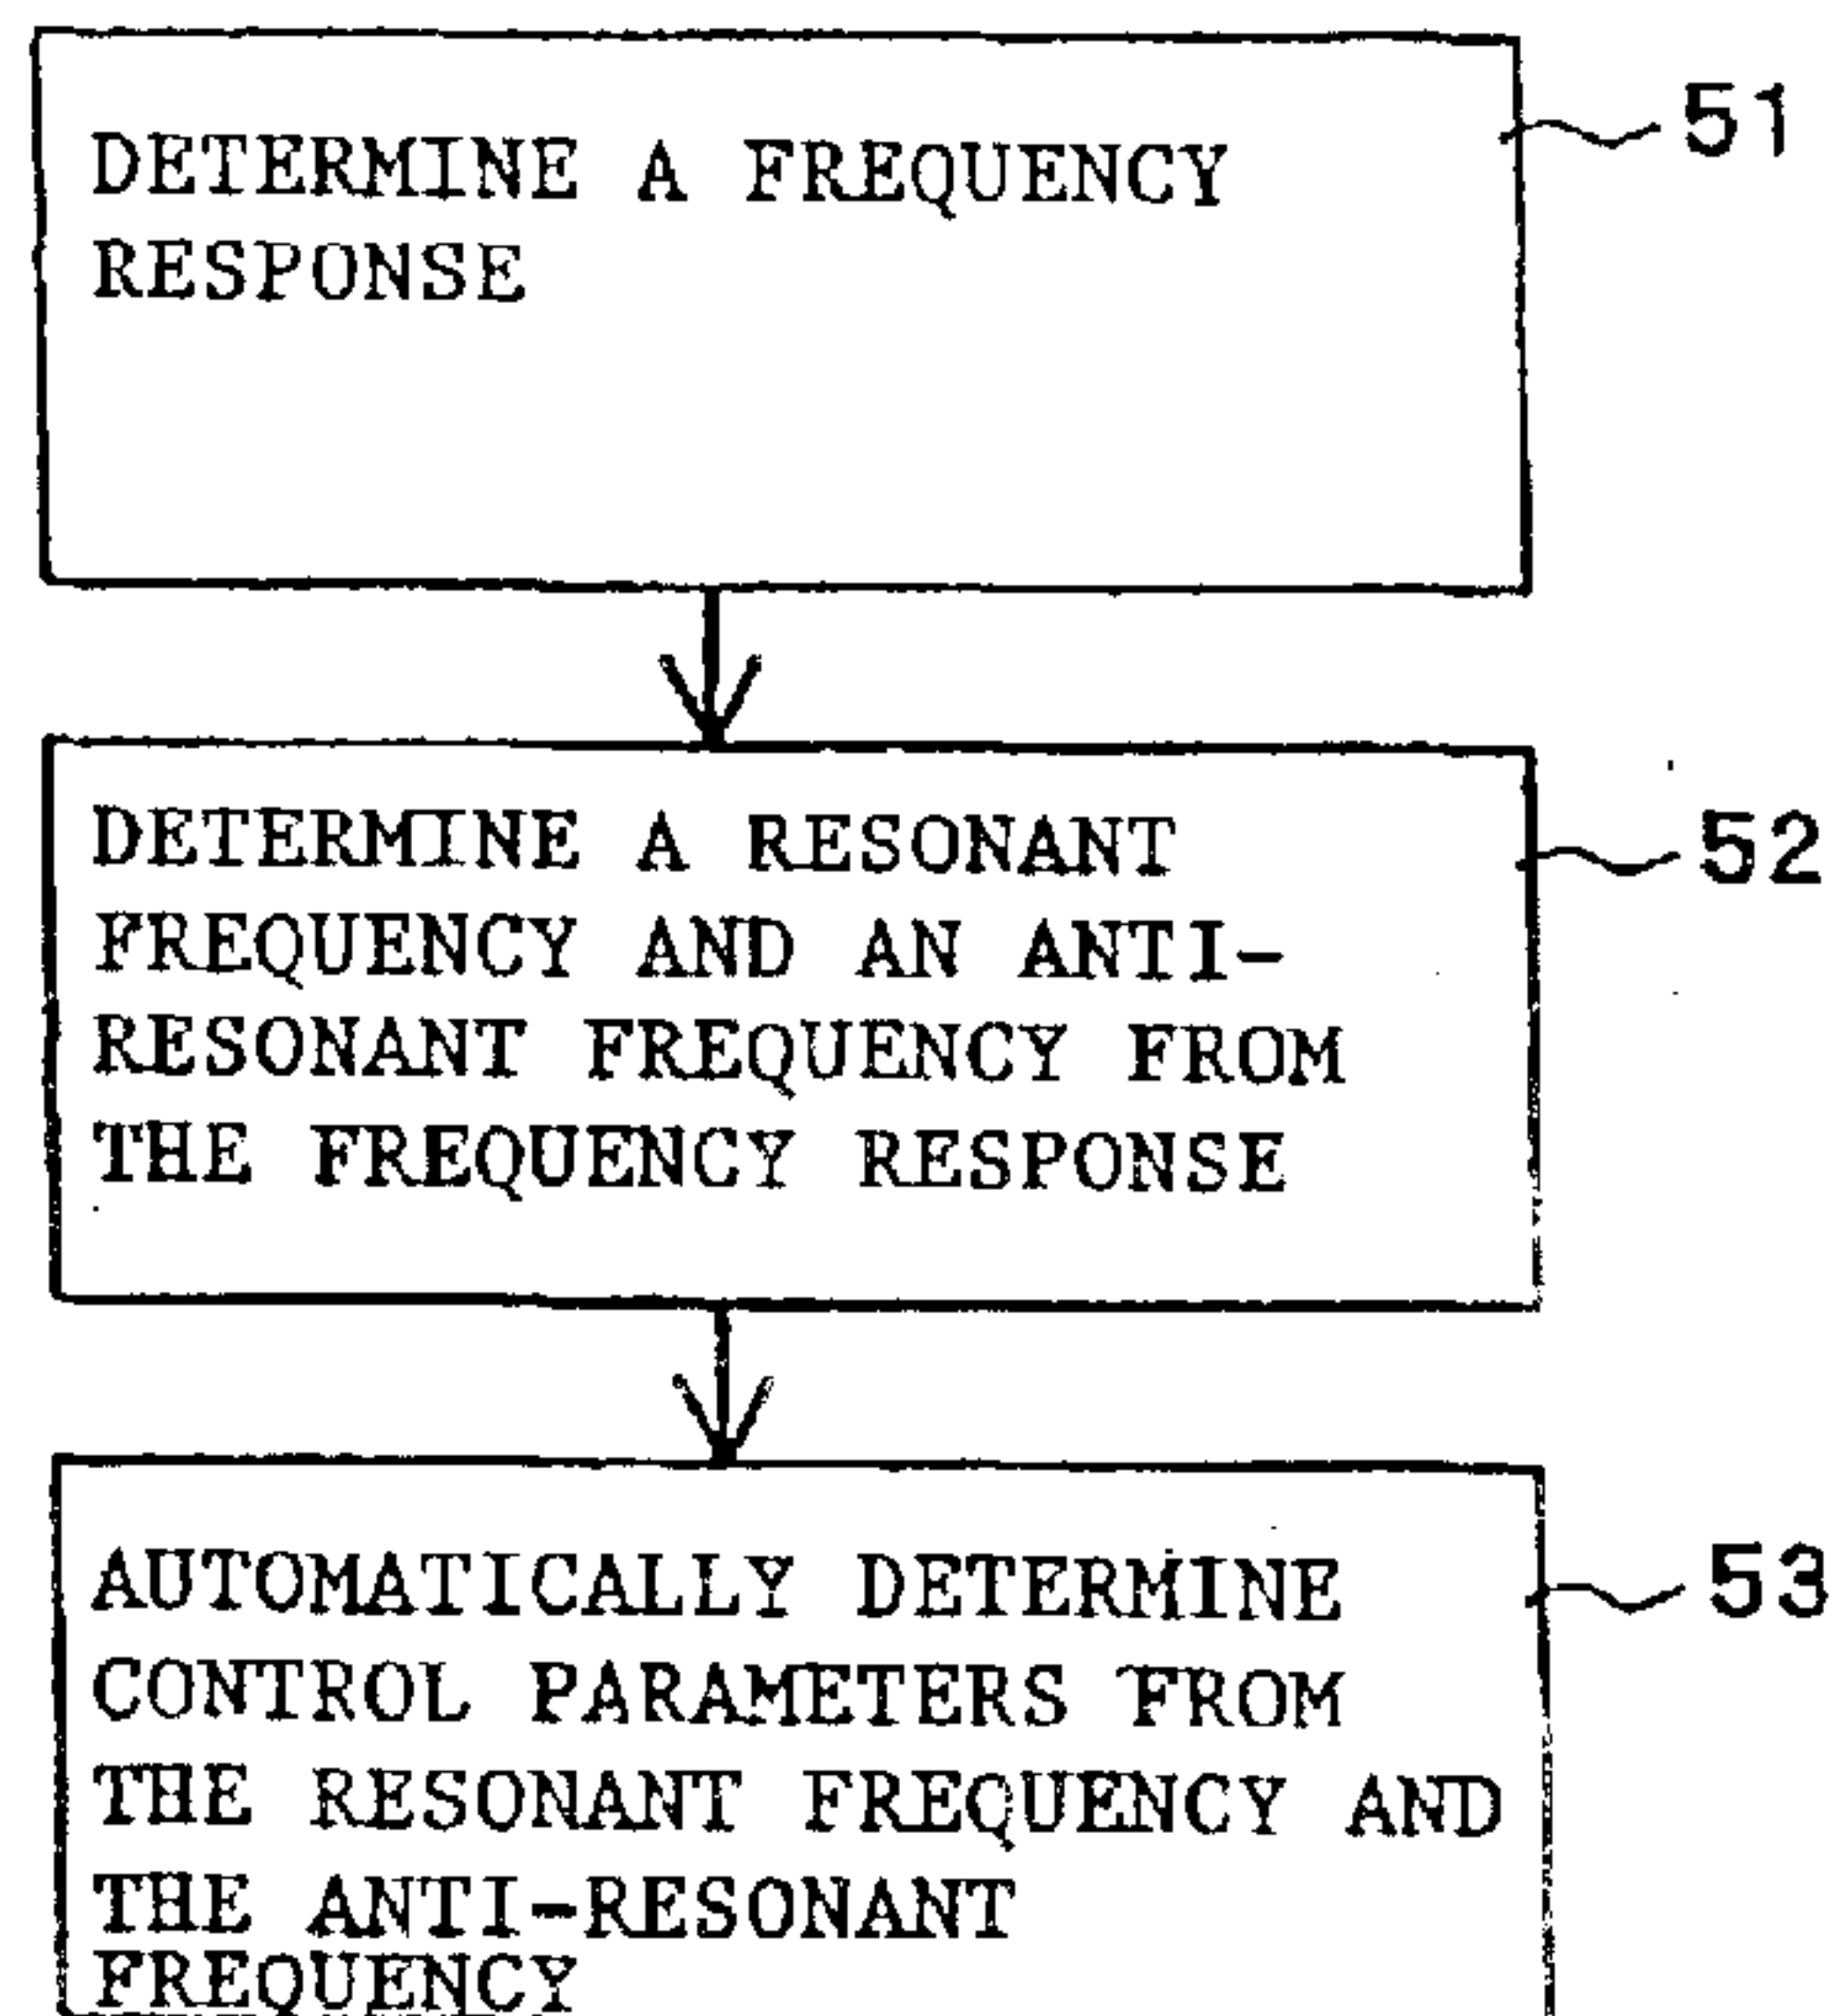 DETERMINE A FREQUENCY
RESPONSE
51
DETERMINE A RESONANT
FREQUENCY AND AN ANTI-
RESONANT FREQUENCY FROM
THE FREQUENCY RESPONSE
52
AUTOMATICALLY DETERMINE
CONTROL PARAMETERS FROM
THE RESONANT FREQUENCY AND
THE ANTI-RESONANT
FREQUENCY
53